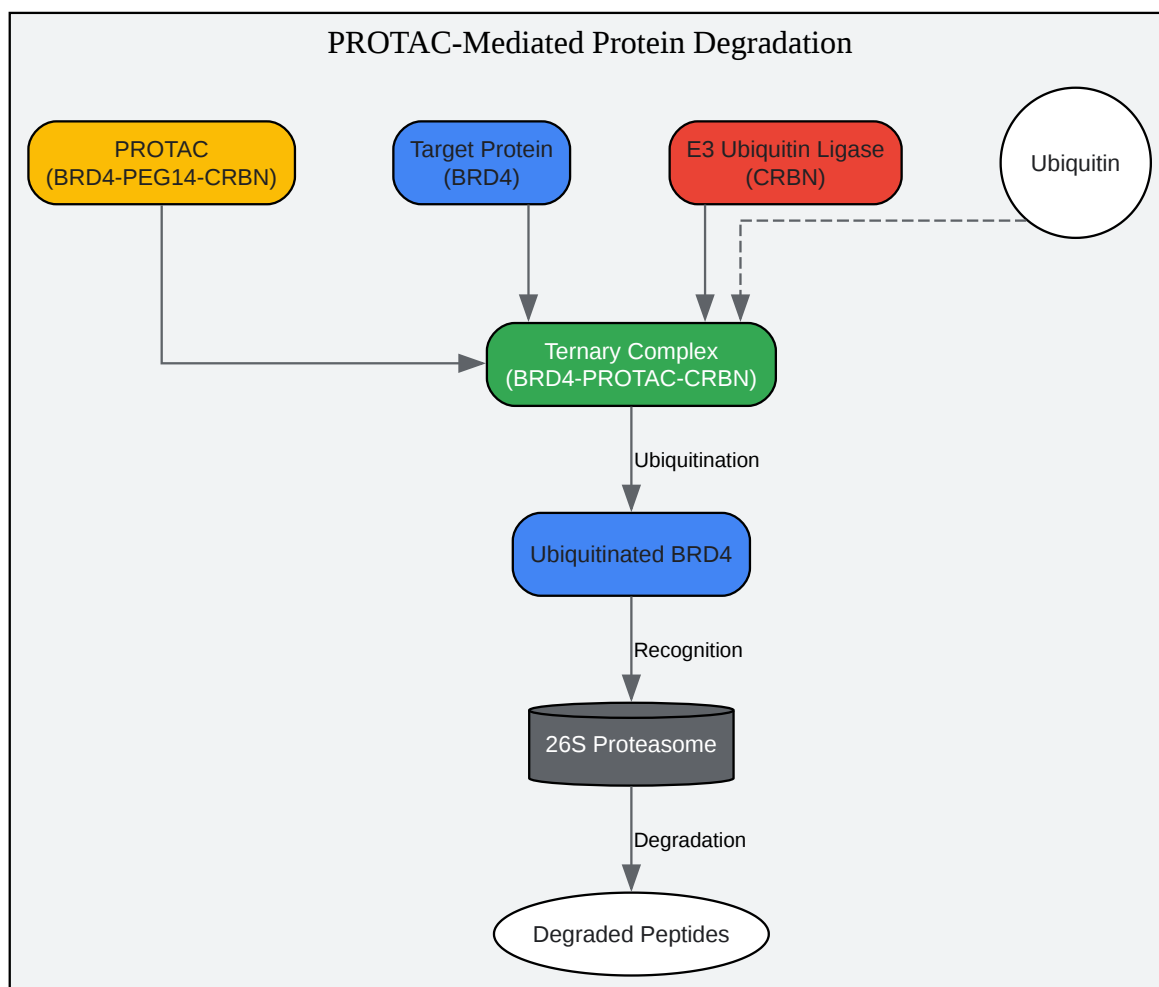 PROTAC-Mediated Protein Degradation
PROTAC
(BRD4-PEG14-CRBN)
Target Protein
(BRD4)
E3 Ubiquitin Ligase
(CRBN)
Ubiquitin
Ternary Complex
(BRD4-PROTAC-CRBN)
Ubiquitination
Ubiquitinated BRD4
Recognition
26S Proteasome
Degradation
Degraded Peptides